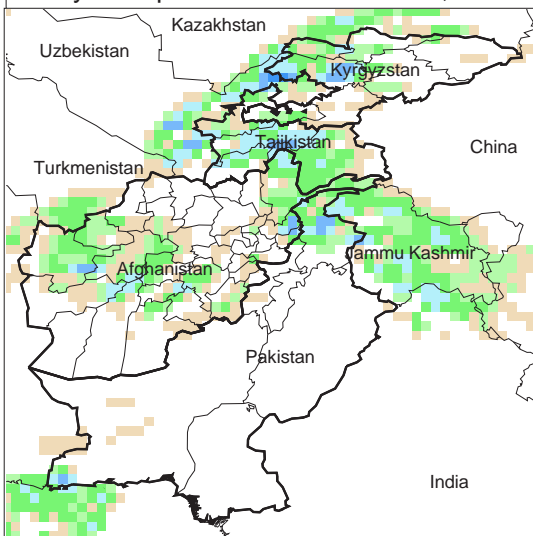 Kazakhstan
Uzbekistan
Kyrgyzstan
Tajikistan
China
Turkmenistan
Jammu Kashmir
Afghanistan
Pakistan
India